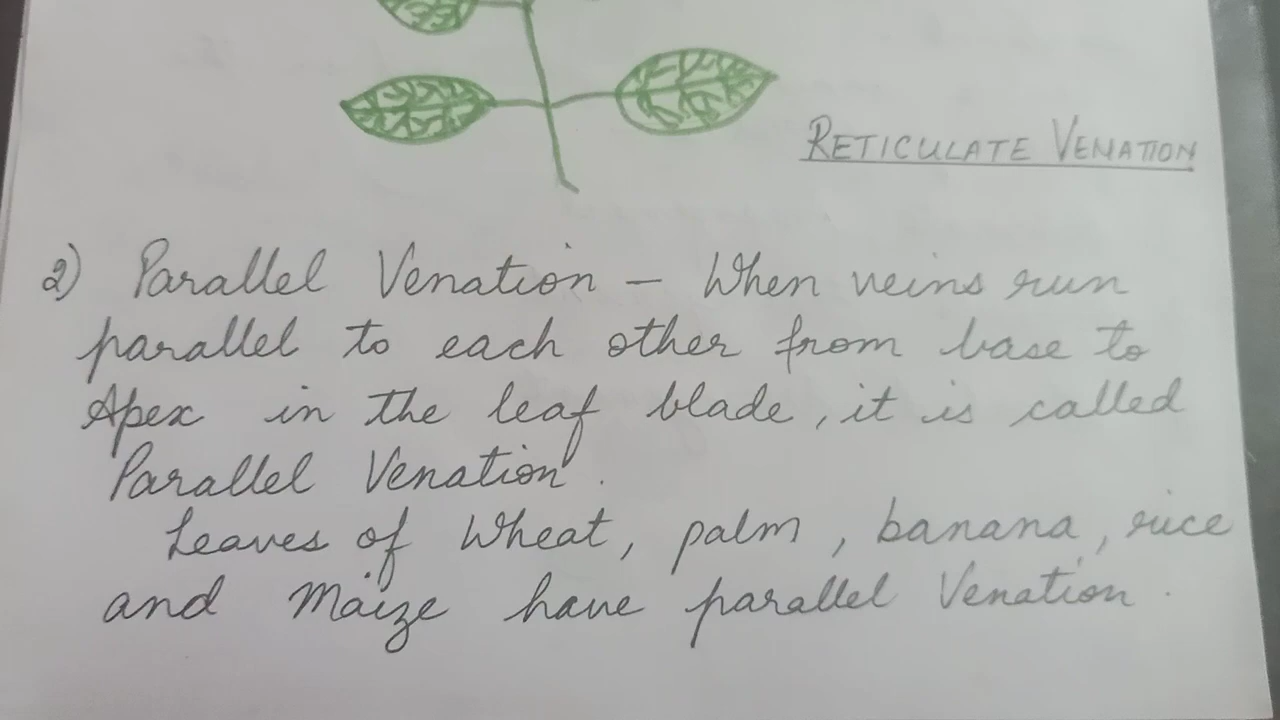 RETICULATE VENATION
2) Parallel Venation – When veins run
parallel to each other from base to
Apex in the leaf blade, it is called
Parallel Venation.
Leaves of Wheat, palm, banana, rice
and Maize have parallel Venation.